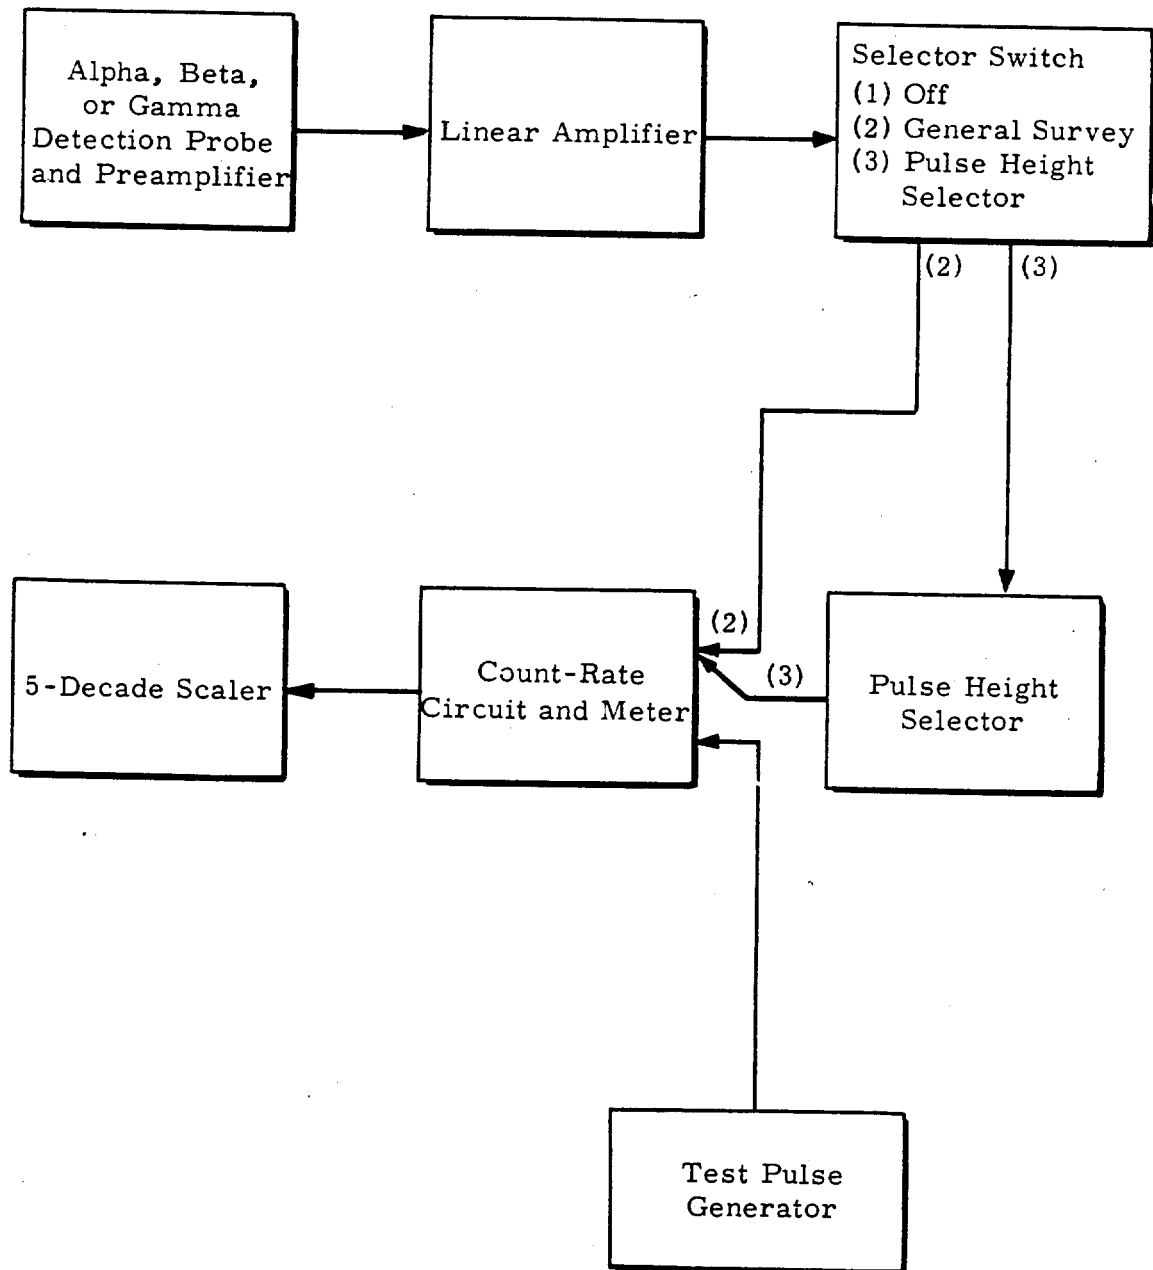 Alpha, Beta,
or Gamma
Detection Probe
and Preamplifier
Linear Amplifier
Selector Switch
(1) Off
(2) General Survey
(3) Pulse Height
Selector
(2)
(3)
5-Decade Scaler
Count-Rate
Circuit and Meter
(2)
(3)
Pulse Height
Selector
Test Pulse
Generator